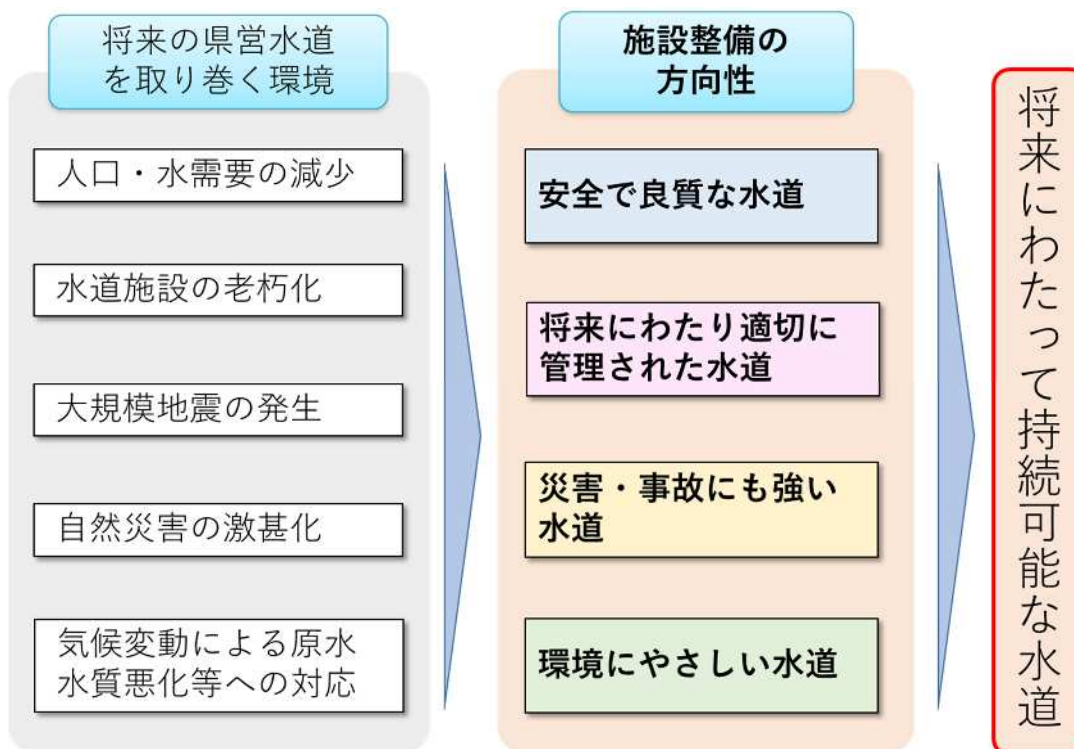 将来の県営水道
を取り巻く環境
人口・水需要の減少
水道施設の老朽化
大規模地震の発生
自然災害の激甚化
気候変動による原水
水質悪化等への対応
施設整備の
方向性
安全で良質な水道
将来にわたり適切に
管理された水道
災害・事故にも強い
水道
環境にやさしい水道
将来にわたって持続可能な水道